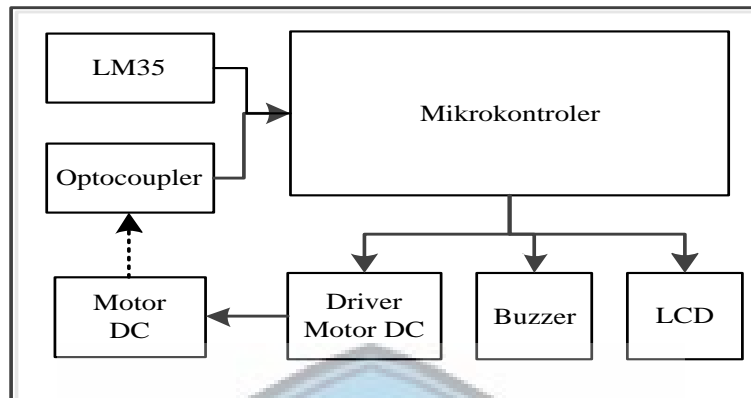 LM35
Mikrokontroler
Optocoupler
Motor
DC
Driver
Motor DC
Buzzer
LCD